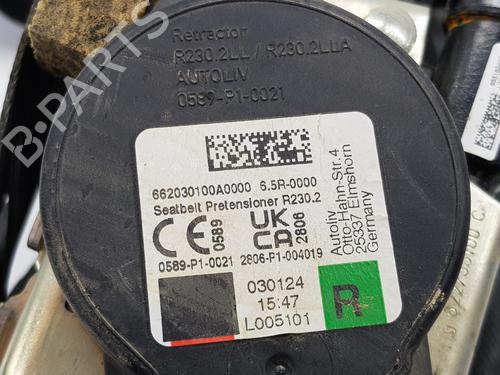 Retractor
R230.2LL / R230.2LLA
AUTOLIV
0589-P1-0021
662030100A0000 6.5R-0000
Seatbelt Pretensioner R230.2
CE 0589
UK CA 2806
0589-P1-0021 2806-P1-004019
Autoliv
Otto-Hahn-Str. 4
25337 Elmshorn
Germany
030124
15:47
L005101
R
B-PARTS